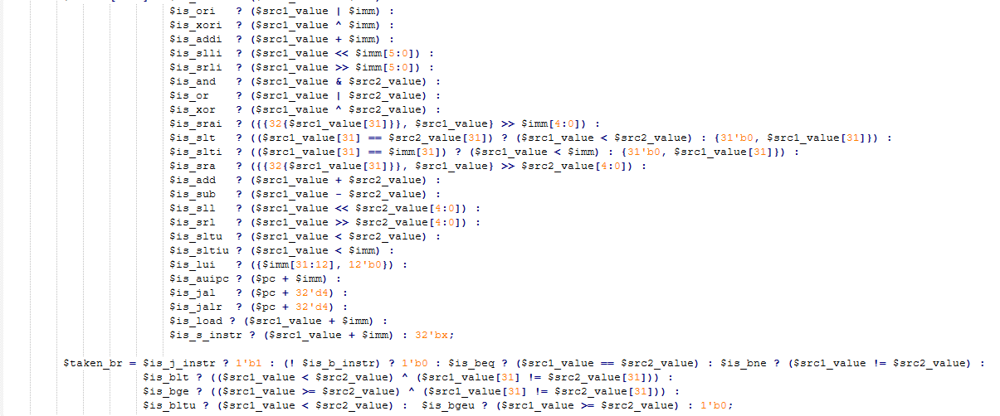 $is_ori ? ($src1_value | $imm) :
$is_xori ? ($src1_value ^ $imm) :
$is_addi ? ($src1_value + $imm) :
$is_slli ? ($src1_value << $imm[5:0]) :
$is_srli ? ($src1_value >> $imm[5:0]) :
$is_and ? ($src1_value & $src2_value) :
$is_or ? ($src1_value | $src2_value) :
$is_xor ? ($src1_value ^ $src2_value) :
$is_srai ? ({{32{$src1_value[31]}}, $src1_value} >> $imm[4:0]) :
$is_slt ? (($src1_value[31] == $src2_value[31]) ? ($src1_value < $src2_value) : {31'b0, $src1_value[31]}) :
$is_slti ? (($src1_value[31] == $imm[31]) ? ($src1_value < $imm) : {31'b0, $src1_value[31]}) :
$is_sra ? ({{32{$src1_value[31]}}, $src1_value} >> $src2_value[4:0]) :
$is_add ? ($src1_value + $src2_value) :
$is_sub ? ($src1_value - $src2_value) :
$is_sll ? ($src1_value << $src2_value[4:0]) :
$is_srl ? ($src1_value >> $src2_value[4:0]) :
$is_sltu ? ($src1_value < $src2_value) :
$is_sltiu ? ($src1_value < $imm) :
$is_lui ? ({$imm[31:12], 12'b0}) :
$is_auipc ? ($pc + $imm) :
$is_jal ? ($pc + 32'd4) :
$is_jalr ? ($pc + 32'd4) :
$is_load ? ($src1_value + $imm) :
$is_s_instr ? ($src1_value + $imm) : 32'bx;
$taken_br = $is_j_instr ? 1'b1 : (! $is_b_instr) ? 1'b0 : $is_beq ? ($src1_value == $src2_value) : $is_bne ? ($src1_value != $src2_value) :
$is_blt ? (($src1_value < $src2_value) ^ ($src1_value[31] != $src2_value[31])) :
$is_bge ? (($src1_value >= $src2_value) ^ ($src1_value[31] != $src2_value[31])) :
$is_bltu ? ($src1_value < $src2_value) : $is_bgeu ? ($src1_value >= $src2_value) : 1'b0;